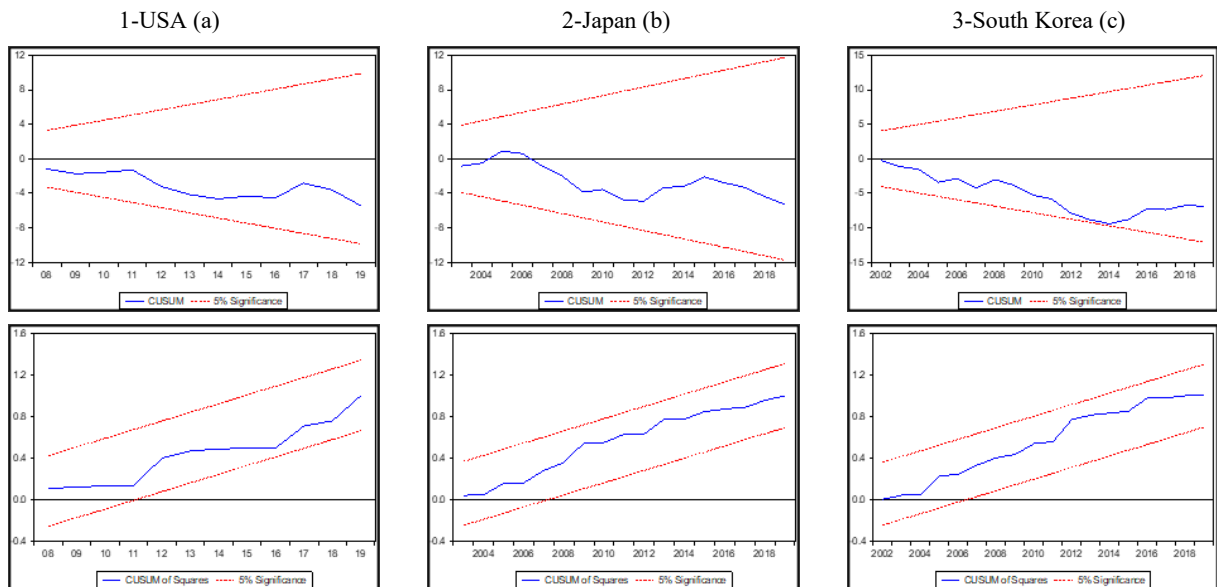 1-USA (a)
2-Japan (b)
3-South Korea (c)
12
8
4
0
-4
-8
-12
08 09 10 11 12 13 14 15 16 17 18 19
CUSUM 5% Significance
12
8
4
0
-4
-8
-12
2004 2006 2008 2010 2012 2014 2016 2018
CUSUM 5% Significance
15
10
5
0
-5
-10
-15
2002 2004 2006 2008 2010 2012 2014 2016 2018
CUSUM 5% Significance
1.6
1.2
0.8
0.4
0.0
-0.4
08 09 10 11 12 13 14 15 16 17 18 19
CUSUM of Squares 5% Significance
1.6
1.2
0.8
0.4
0.0
-0.4
2004 2006 2008 2010 2012 2014 2016 2018
CUSUM of Squares 5% Significance
1.6
1.2
0.8
0.4
0.0
-0.4
2002 2004 2006 2008 2010 2012 2014 2016 2018
CUSUM of Squares 5% Significance